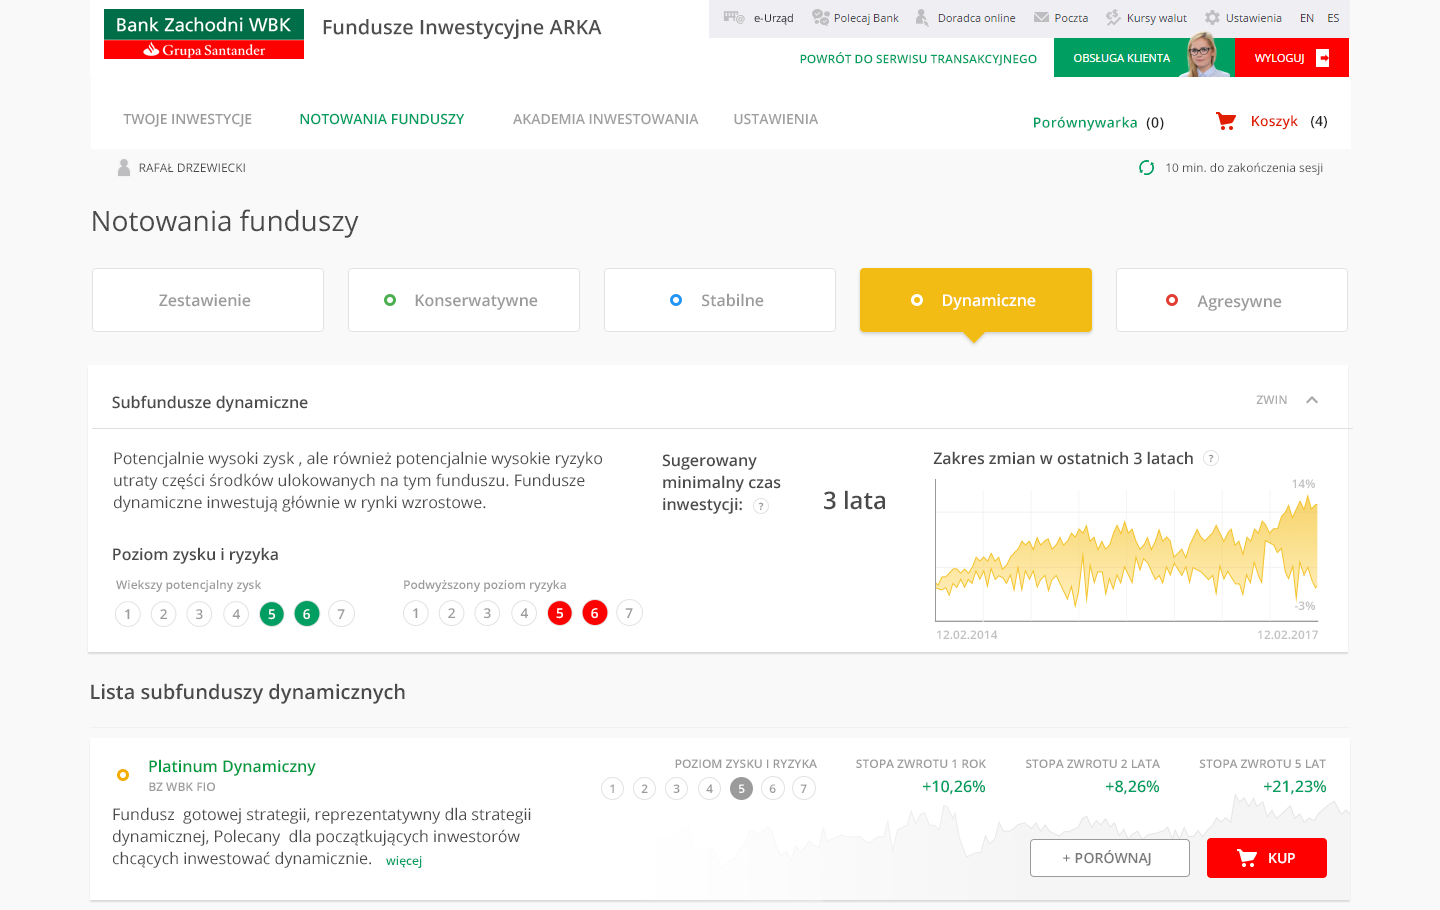 Bank Zachodni WBK
Grupa Santander
Fundusze Inwestycyjne ARKA
e-Urząd
Polecaj Bank
Doradca online
Poczta
Kursy walut
Ustawienia
EN
ES
POWRÓT DO SERWISU TRANSAKCYJNEGO
OBSŁUGA KLIENTA
WYLOGUJ
TWOJE INWESTYCJE
NOTOWANIA FUNDUSZY
AKADEMIA INWESTOWANIA
USTAWIENIA
Porównywarka (0)
Koszyk (4)
RAFAŁ DRZEWIECKI
10 min. do zakończenia sesji
Notowania funduszy
Zestawienie
Konserwatywne
Stabilne
Dynamiczne
Agresywne
Subfundusze dynamiczne
ZWIN
Potencjalnie wysoki zysk , ale również potencjalnie wysokie ryzyko
utraty części środków ulokowanych na tym funduszu. Fundusze
dynamiczne inwestują głównie w rynki wzrostowe.
Sugerowany
minimalny czas
inwestycji: ?
3 lata
Zakres zmian w ostatnich 3 latach ?
14%
-3%
12.02.2014
12.02.2017
Poziom zysku i ryzyka
Wiekszy potencjalny zysk
1 2 3 4 5 6 7
Podwyższony poziom ryzyka
1 2 3 4 5 6 7
Lista subfunduszy dynamicznych
Platinum Dynamiczny
BZ WBK FIO
Fundusz gotowej strategii, reprezentatywny dla strategii
dynamicznej, Polecany dla początkujących inwestorów
chcących inwestować dynamicznie. więcej
POZIOM ZYSKU I RYZYKA
1 2 3 4 5 6 7
STOPA ZWROTU 1 ROK
+10,26%
STOPA ZWROTU 2 LATA
+8,26%
STOPA ZWROTU 5 LAT
+21,23%
+ PORÓWNAJ
KUP